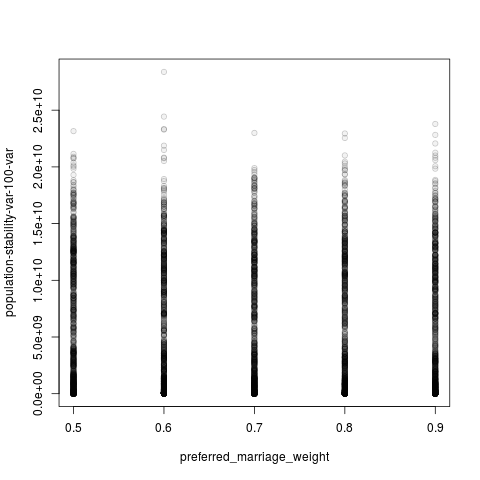 population-stability-var-100-var
2.5e+10
2.0e+10
1.5e+10
1.0e+10
5.0e+09
0.0e+00
0.5 0.6 0.7 0.8 0.9
preferred_marriage_weight